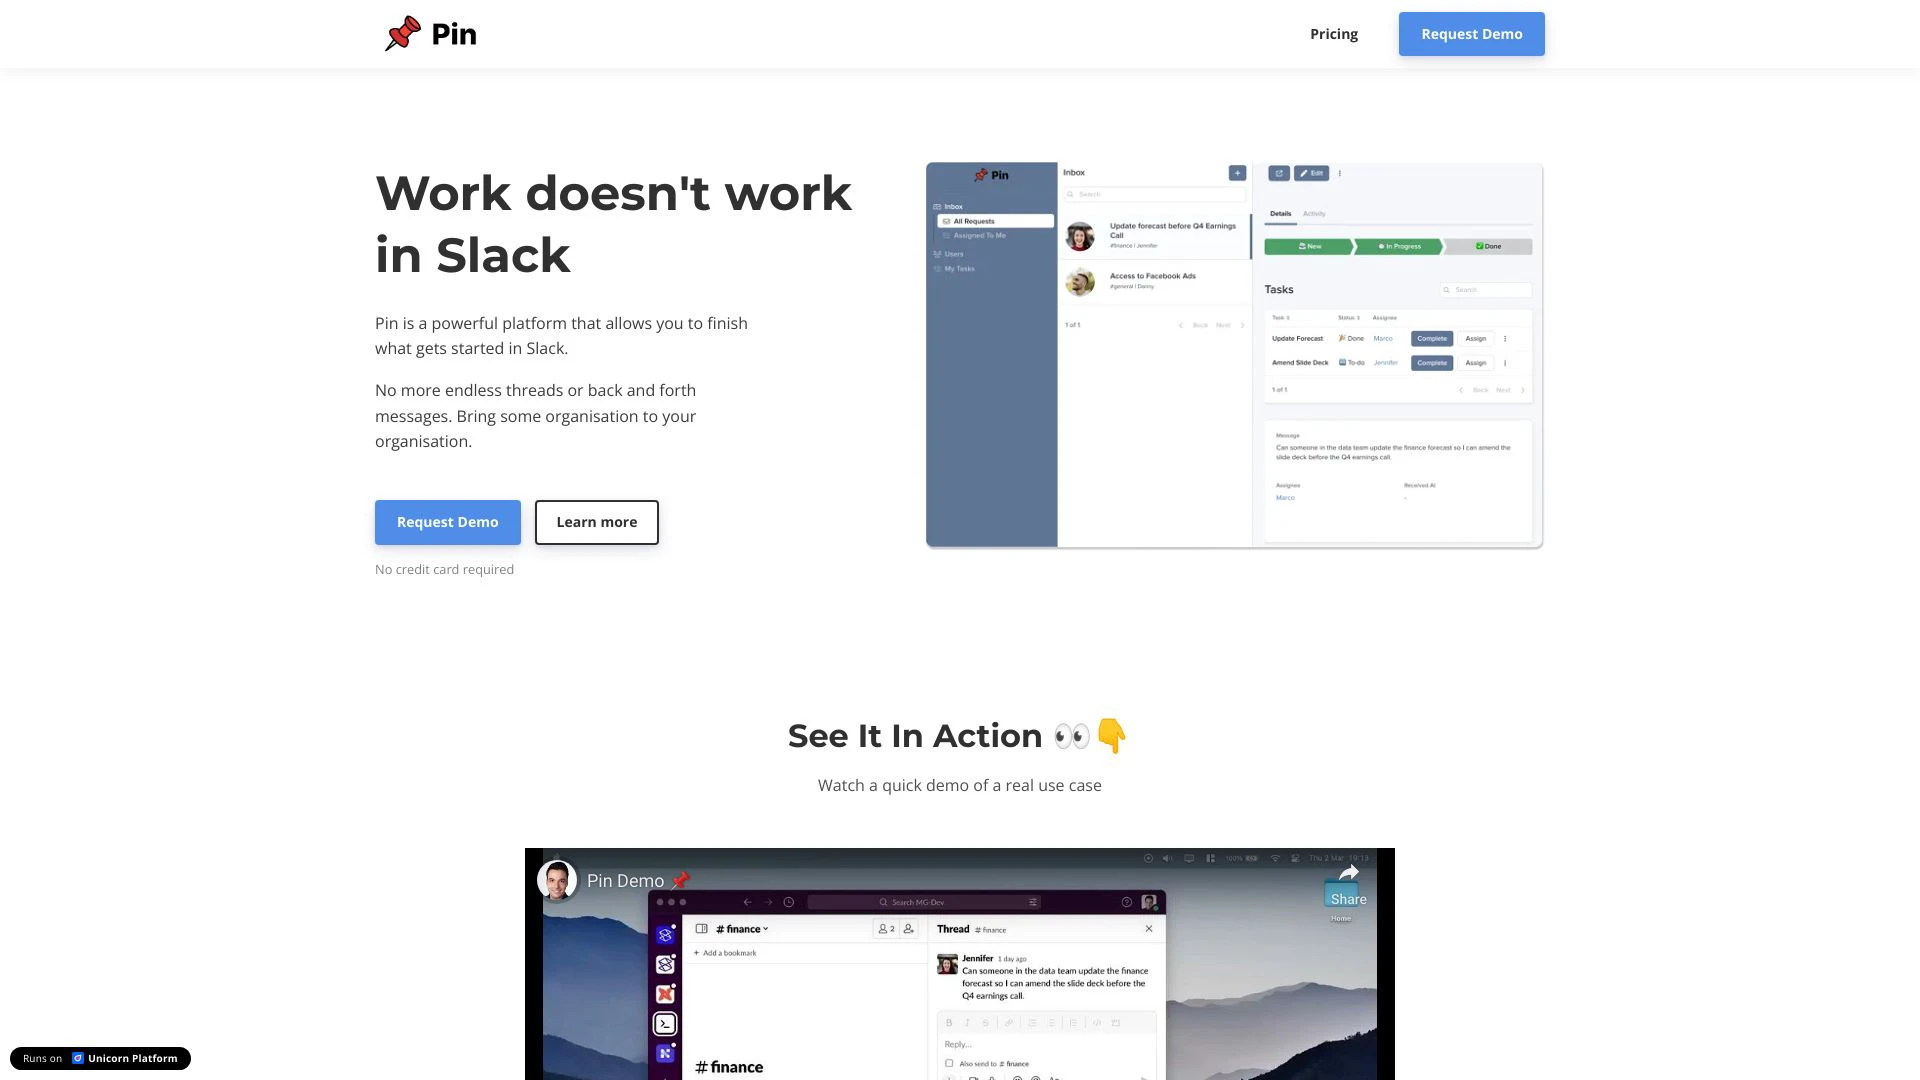 Pin
Pricing
Request Demo
Work doesn't work
in Slack
Pin is a powerful platform that allows you to finish
what gets started in Slack.
No more endless threads or back and forth
messages. Bring some organisation to your
organisation.
Request Demo
Learn more
No credit card required
Pin
Inbox
All Requests
Assigned To Me
Users
My Tasks
Inbox
Search
Update forecast before Q4 Earnings
Call
#finance | Jennifer
Access to Facebook Ads
#general | Danny
1 of 1
Back Next
Edit
Details Activity
New
In Progress
Done
Tasks
Search
Task Status Assignee
Update Forecast Done Marco Complete Assign
Amend Slide Deck To-do Jennifer Complete Assign
1 of 1
Back Next
Message
Can someone in the data team update the finance forecast so I can amend the
slide deck before the Q4 earnings call.
Assignee Received At
Marco -
See It In Action 👀👇
Watch a quick demo of a real use case
Pin Demo 📌
100% Thu 2 Mar 19:13
Share
Home
Search MG-Dev
# finance
2
+ Add a bookmark
Thread # finance
Jennifer 1 day ago
Can someone in the data team update the finance
forecast so I can amend the slide deck before the
Q4 earnings call.
Reply...
Also send to # finance
# finance
Runs on Unicorn Platform